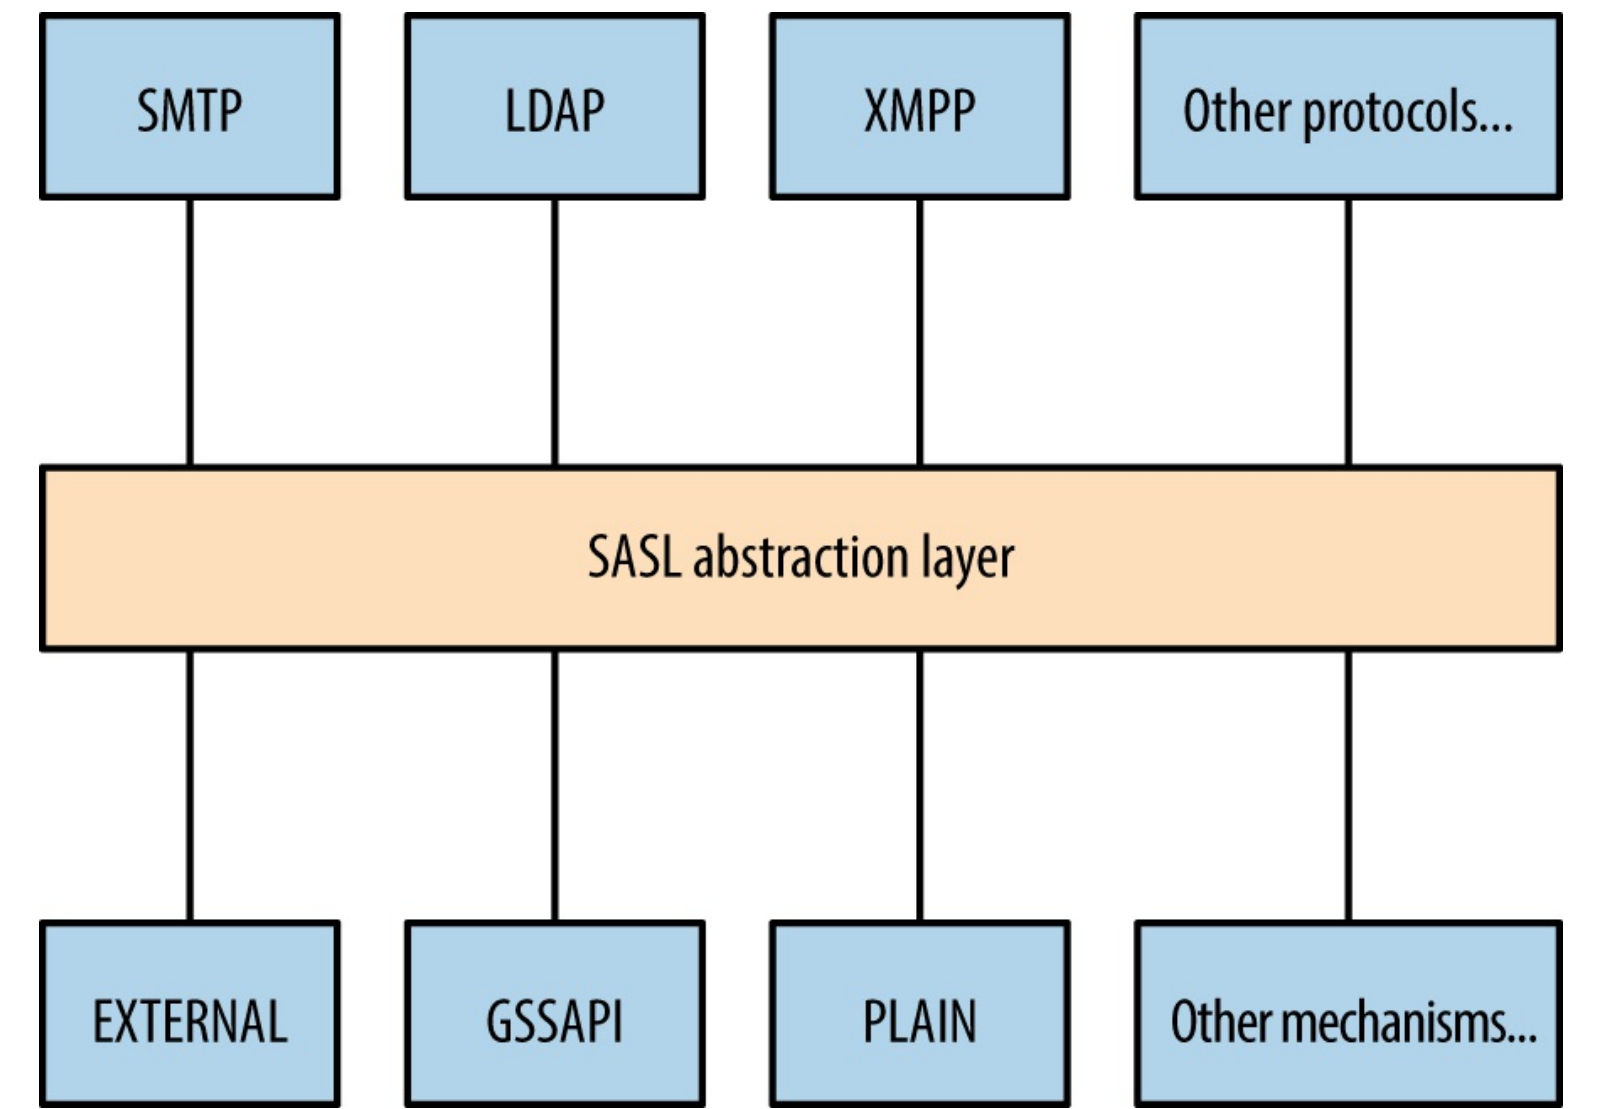 SMTP
LDAP
XMPP
Other protocols...
SASL abstraction layer
EXTERNAL
GSSAPI
PLAIN
Other mechanisms...